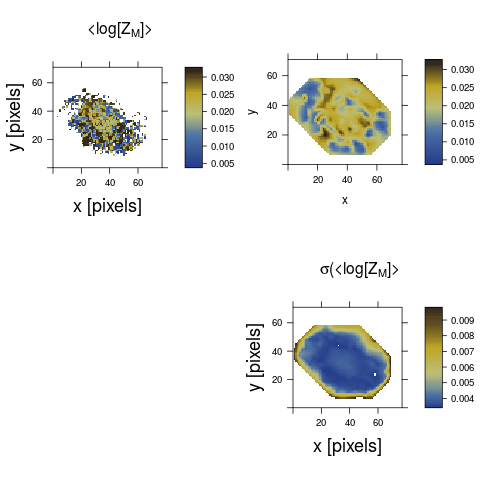 <log[Z_M]>
60
40
20
20 40 60
x [pixels]
y [pixels]
0.030
0.025
0.020
0.015
0.010
0.005
60
40
20
20 40 60
x
y
0.030
0.025
0.020
0.015
0.010
0.005
σ(<log[Z_M]>
60
40
20
20 40 60
x [pixels]
y [pixels]
0.009
0.008
0.007
0.006
0.005
0.004